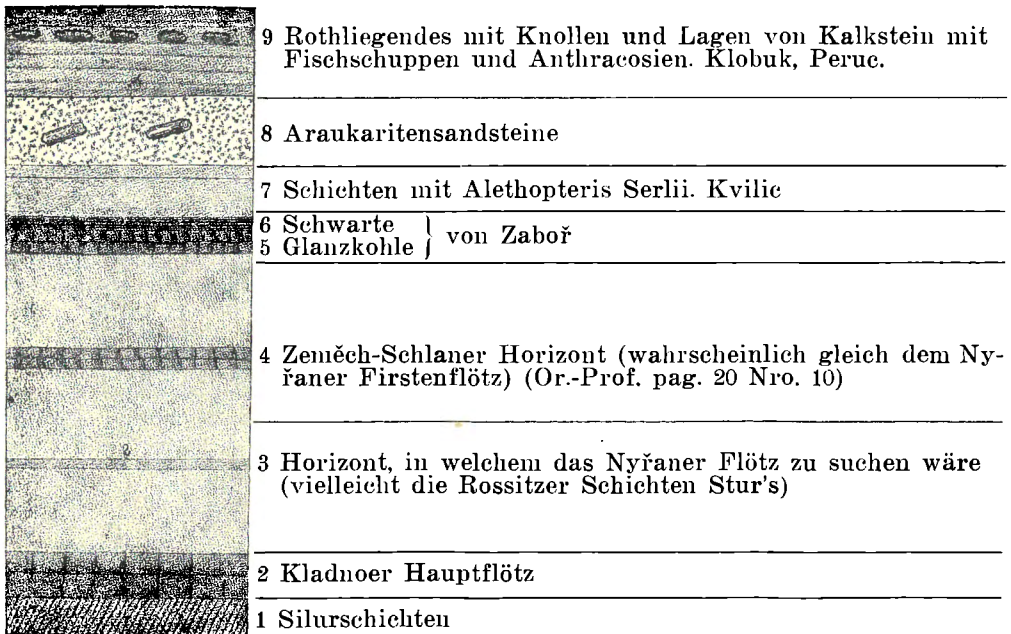 9 Rothliegendes mit Knollen und Lagen von Kalkstein mit
Fischschuppen und Anthracosien. Klobuk, Peruc.
8 Araukaritensandsteine
7 Schichten mit Alethopteris Serlii. Kvilic
6 Schwarte
5 Glanzkohle } von Zaboř
4 Zeměch-Schlaner Horizont (wahrscheinlich gleich dem Ny-
řaner Firstenflötz) (Or.-Prof. pag. 20 Nro. 10)
3 Horizont, in welchem das Nyřaner Flötz zu suchen wäre
(vielleicht die Rossitzer Schichten Stur's)
2 Kladnoer Hauptflötz
1 Silurschichten